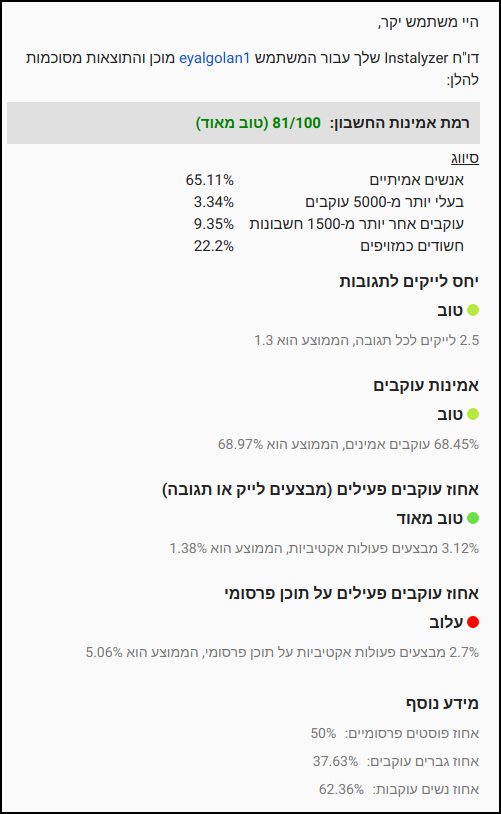 היי משתמש יקר,
דו"ח Instalyzer שלך עבור המשתמש eyalgolan1 מוכן והתוצאות מסוכמות
להלן:
רמת אמינות החשבון: 81/100 (טוב מאוד)
סיווג
אנשים אמיתיים 65.11%
בעלי יותר מ-5000 עוקבים 3.34%
עוקבים אחר יותר מ-1500 חשבונות 9.35%
חשודים כמזויפים 22.2%
יחס לייקים לתגובות
טוב
2.5 לייקים לכל תגובה, הממוצע הוא 1.3
אמינות עוקבים
טוב
68.45% עוקבים אמינים, הממוצע הוא 68.97%
אחוז עוקבים פעילים (מבצעים לייק או תגובה)
טוב מאוד
3.12% מבצעים פעולות אקטיביות, הממוצע הוא 1.38%
אחוז עוקבים פעילים על תוכן פרסומי
עלוב
2.7% מבצעים פעולות אקטיביות על תוכן פרסומי, הממוצע הוא 5.06%
מידע נוסף
אחוז פוסטים פרסומיים: 50%
אחוז גברים עוקבים: 37.63%
אחוז נשים עוקבות: 62.36%